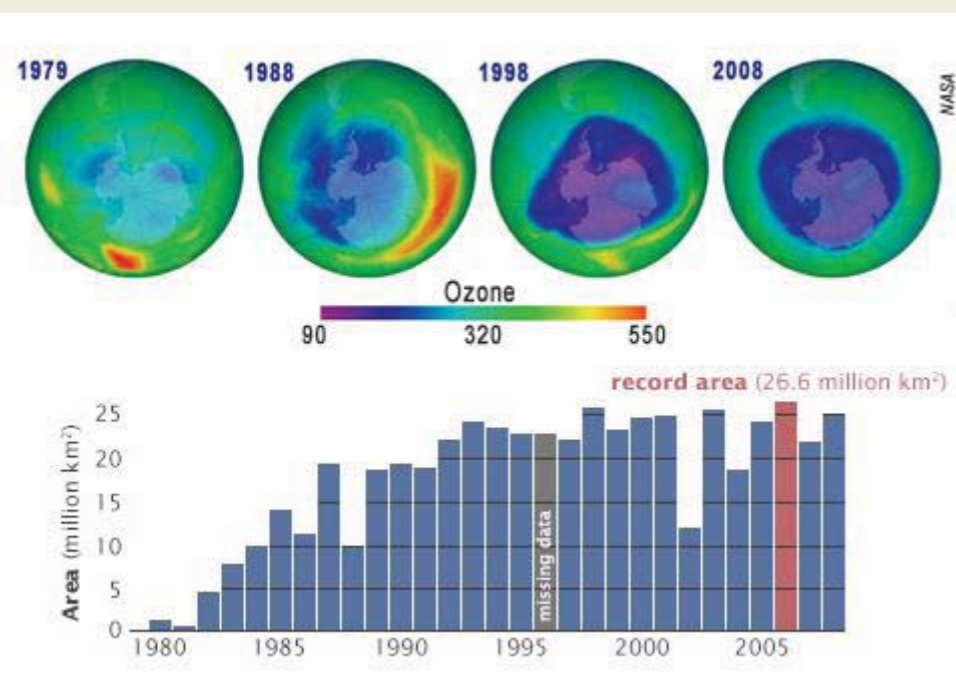 1979
1988
1998
2008
NASA
Ozone
90 320 550
record area (26.6 million km²)
Area (million km²)
25
20
15
10
5
0
missing data
1980 1985 1990 1995 2000 2005